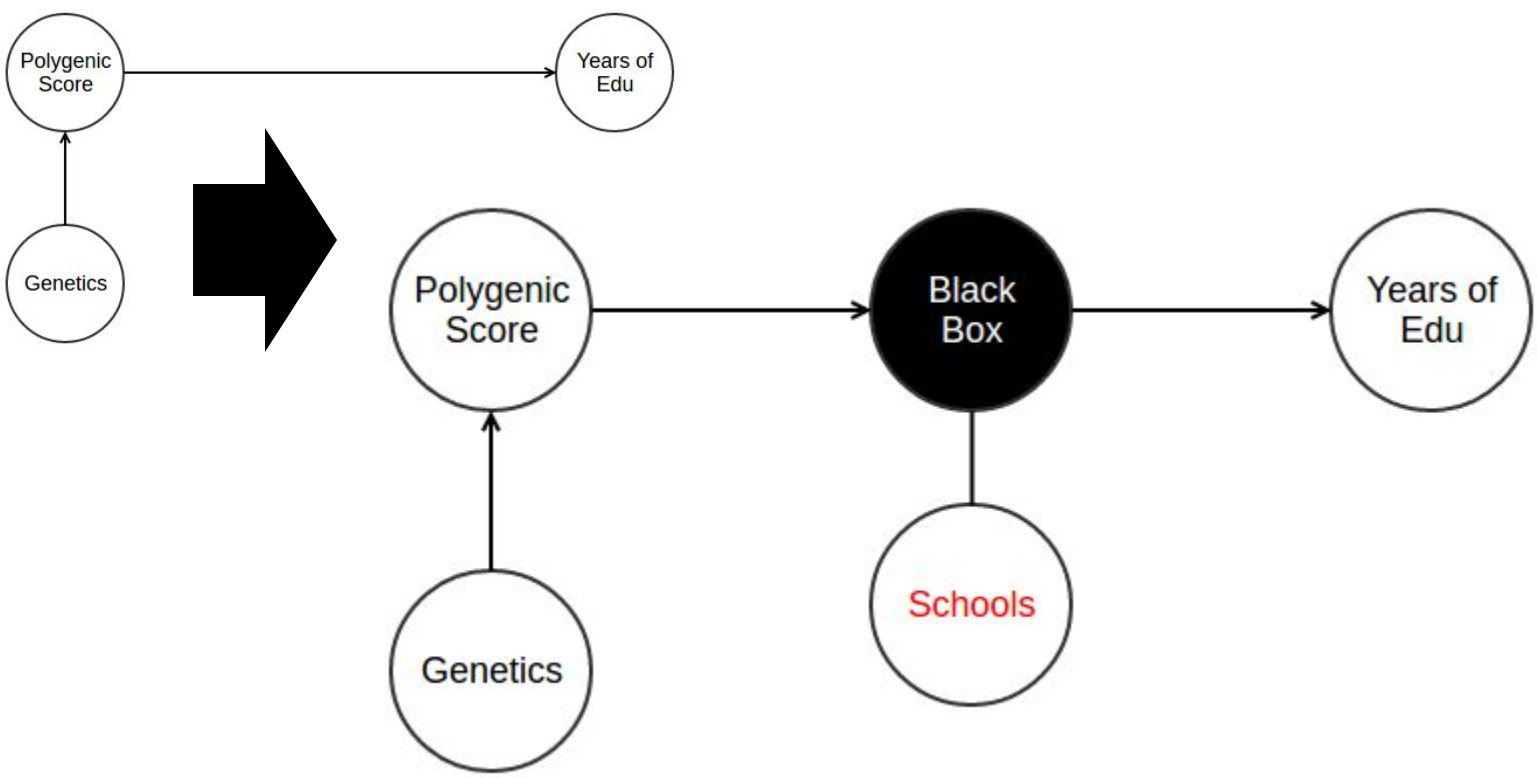 Polygenic
Score
Years of
Edu
Genetics
Polygenic
Score
Black
Box
Years of
Edu
Schools
Genetics